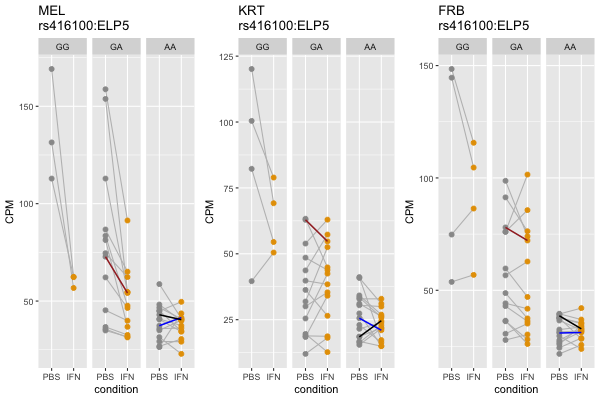 MEL
rs416100:ELP5
GG GA AA
150
100
50
CPM
PBS IFN PBS IFN PBS IFN
condition
KRT
rs416100:ELP5
GG GA AA
125
100
75
50
25
CPM
PBS IFN PBS IFN PBS IFN
condition
FRB
rs416100:ELP5
GG GA AA
150
100
50
CPM
PBS IFN PBS IFN PBS IFN
condition